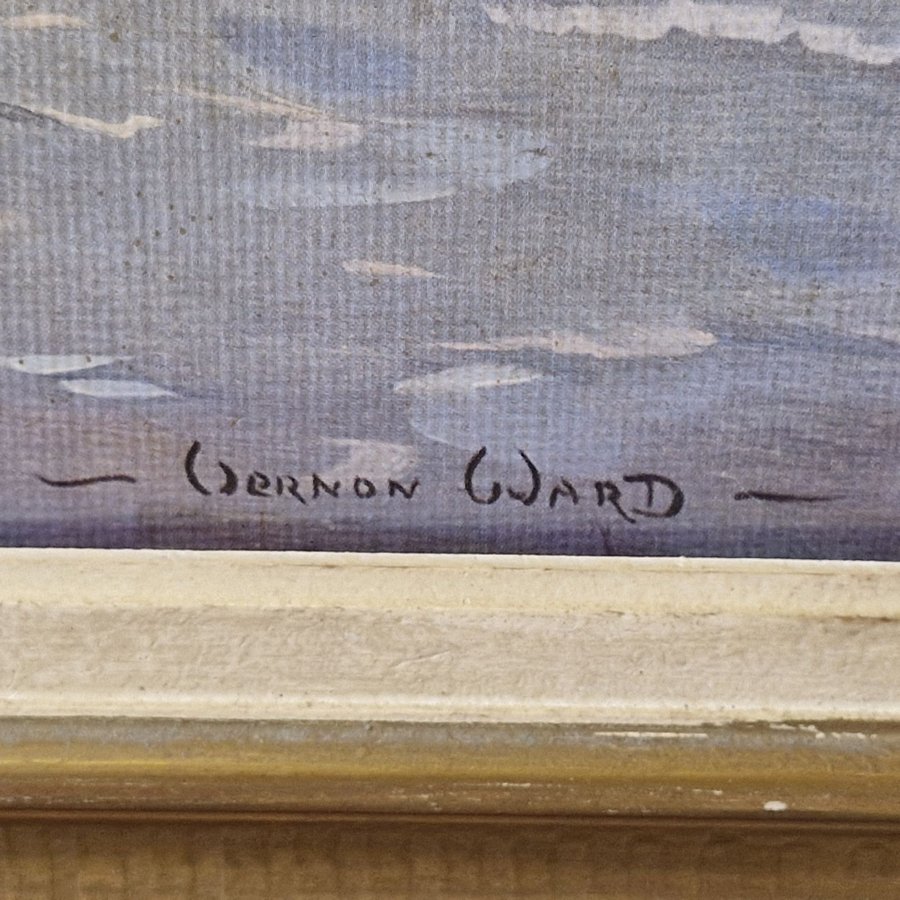 — VERNON WARD —